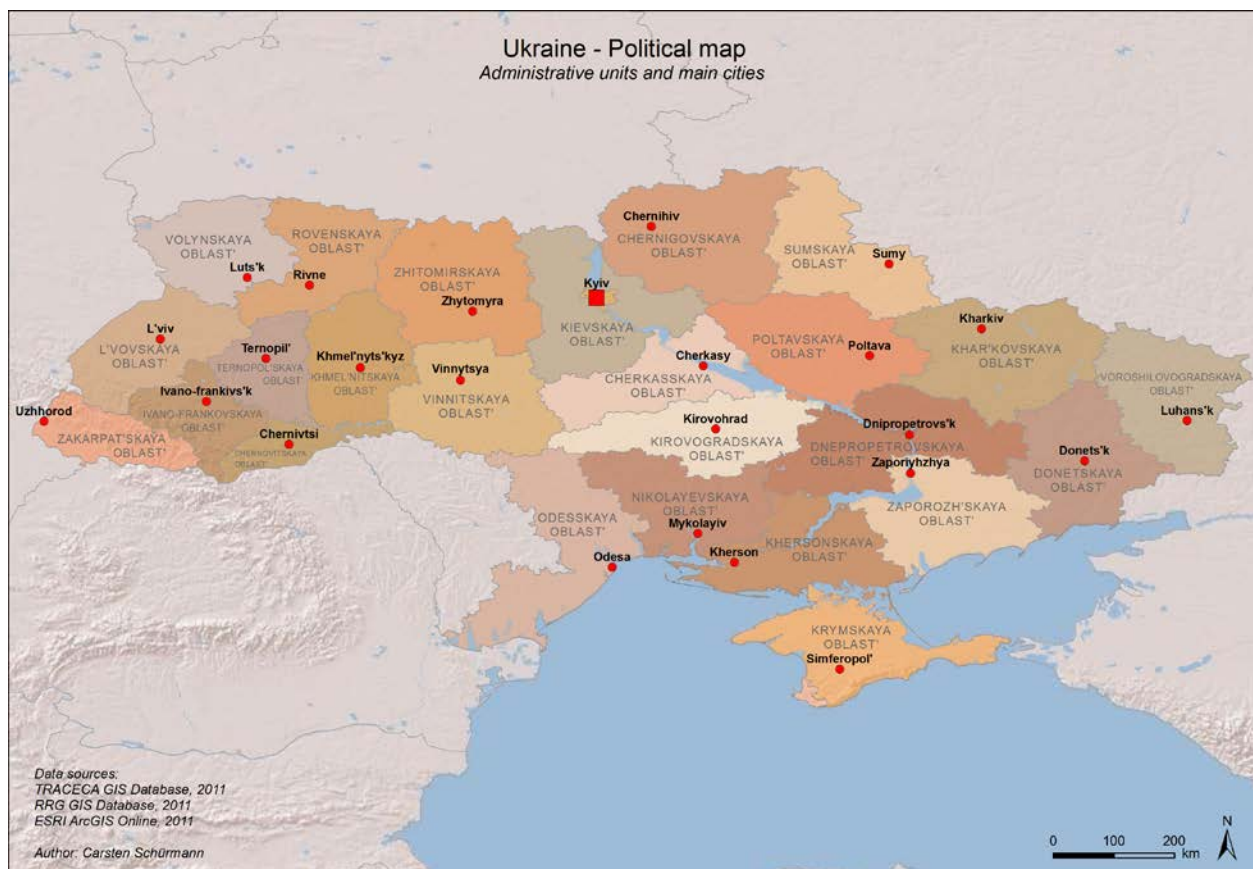 Ukraine - Political map
Administrative units and main cities
Chernihiv
CHERNIGOVSKAYA
OBLAST'
VOLYNSKAYA
OBLAST'
Luts'k
ROVENSKAYA
OBLAST'
Rivne
ZHITOMIRSKAYA
OBLAST'
Zhytomyra
Kyiv
KIEVSKAYA
OBLAST'
SUMSKAYA
OBLAST'
Sumy
L'viv
L'VOVSKAYA
OBLAST'
Ternopil'
TERNOPOL'SKAYA
OBLAST'
Khmel'nyts'kyz
KHMEL'NITSKAYA
OBLAST'
Vinnytsya
VINNITSKAYA
OBLAST'
Cherkasy
CHERKASSKAYA
OBLAST'
POLTAVSKAYA
OBLAST'
Poltava
Kharkiv
KHAR'KOVSKAYA
OBLAST'
VOROSHILOVOGRADSKAYA
OBLAST'
Luhans'k
Ivano-frankivs'k
IVANO-FRANKOVSKAYA
OBLAST'
Uzhhorod
ZAKARPAT'SKAYA
OBLAST'
Chernivtsi
CHERNOVITSKAYA
OBLAST'
Kirovohrad
KIROVOGRADSKAYA
OBLAST'
Dnipropetrovs'k
DNEPROPETROVSKAYA
OBLAST'
Zaporiyhzhya
ZAPOROZH'SKAYA
OBLAST'
Donets'k
DONETSKAYA
OBLAST'
ODESSKAYA
OBLAST'
Odesa
NIKOLAYEVSKAYA
OBLAST'
Mykolayiv
Kherson
KHERSONSKAYA
OBLAST'
KRYMSKAYA
OBLAST'
Simferopol'
Data sources:
TRACECA GIS Database, 2011
RRG GIS Database, 2011
ESRI ArcGIS Online, 2011
Author: Carsten Schürmann
0 100 200
km
N